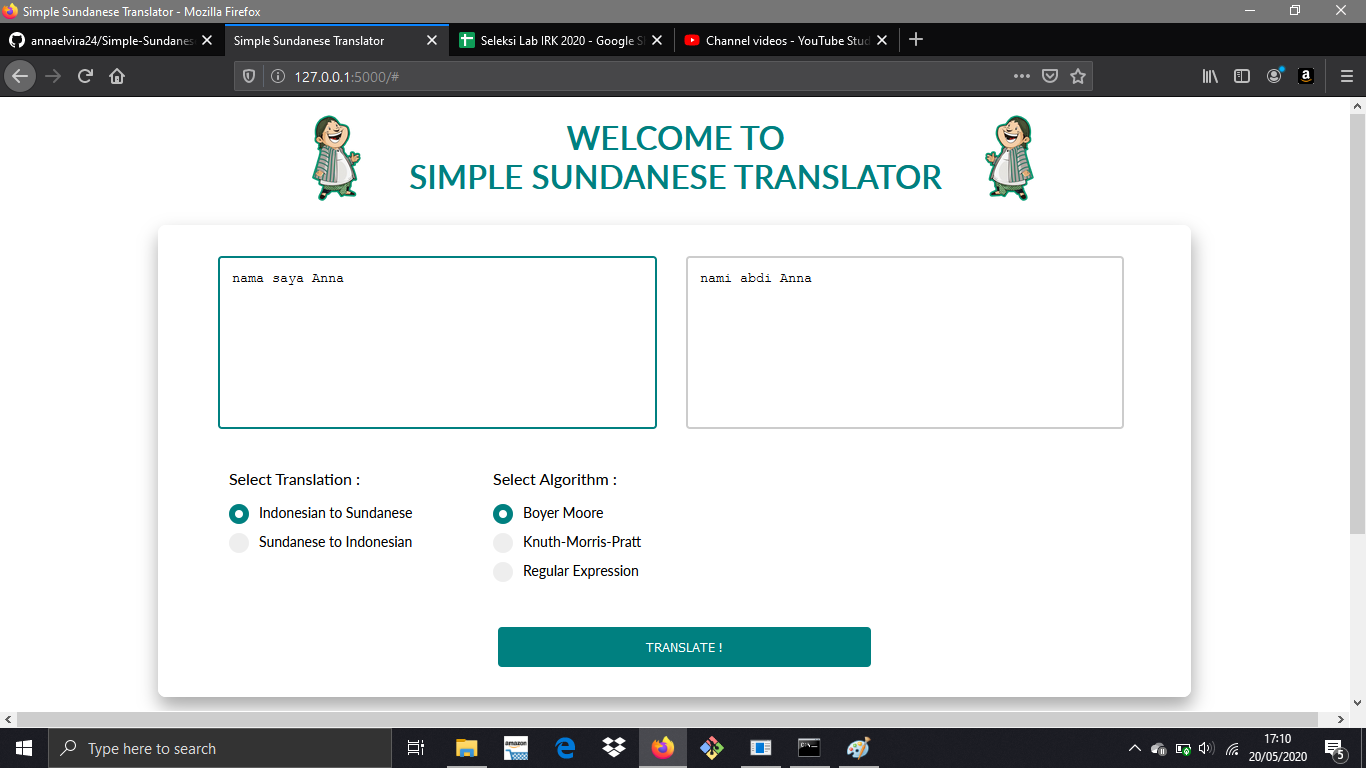 Simple Sundanese Translator - Mozilla Firefox
annaelvira24/Simple-Sundanes
Simple Sundanese Translator
Seleksi Lab IRK 2020 - Google S
Channel videos - YouTube Stud
127.0.0.1:5000/#
WELCOME TO
SIMPLE SUNDANESE TRANSLATOR
nama saya Anna
nami abdi Anna
Select Translation :
Indonesian to Sundanese
Sundanese to Indonesian
Select Algorithm :
Boyer Moore
Knuth-Morris-Pratt
Regular Expression
TRANSLATE !
Type here to search
amazon
17:10
20/05/2020
5